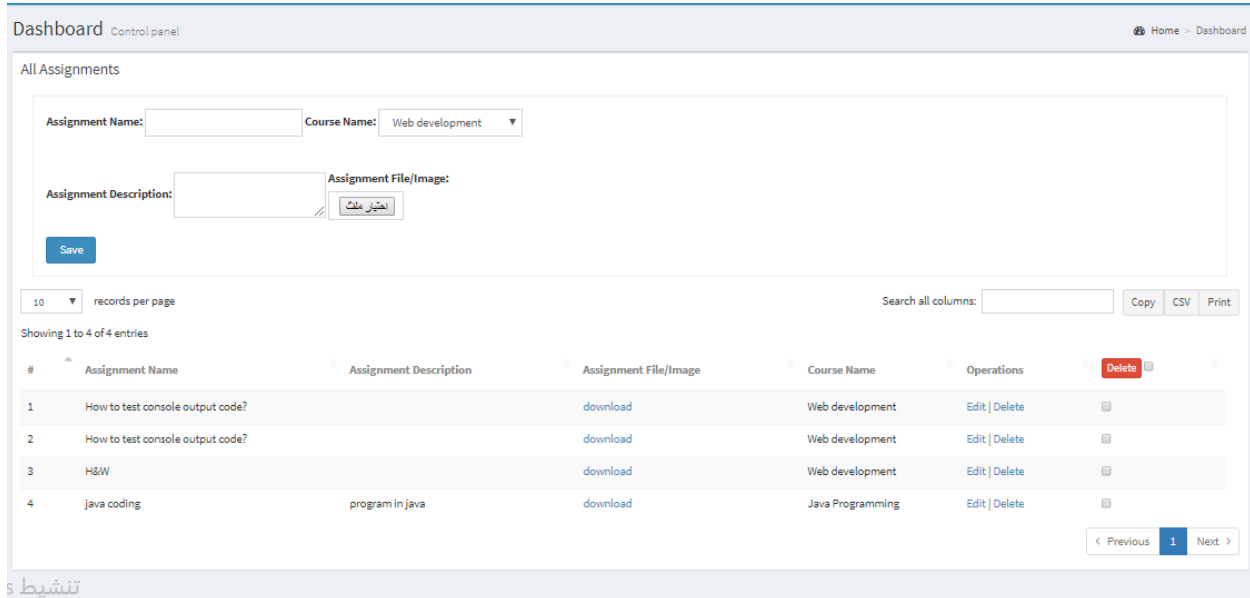 Dashboard Control panel Home > Dashboard
All Assignments
Assignment Name: Course Name: Web development
Assignment File/Image:
Assignment Description: اختيار ملف
Save
10 records per page Search all columns: Copy CSV Print
Showing 1 to 4 of 4 entries
# Assignment Name Assignment Description Assignment File/Image Course Name Operations Delete
1 How to test console output code? download Web development Edit | Delete
2 How to test console output code? download Web development Edit | Delete
3 H&W download Web development Edit | Delete
4 java coding program in java download Java Programming Edit | Delete
< Previous 1 Next >
تنشيط s